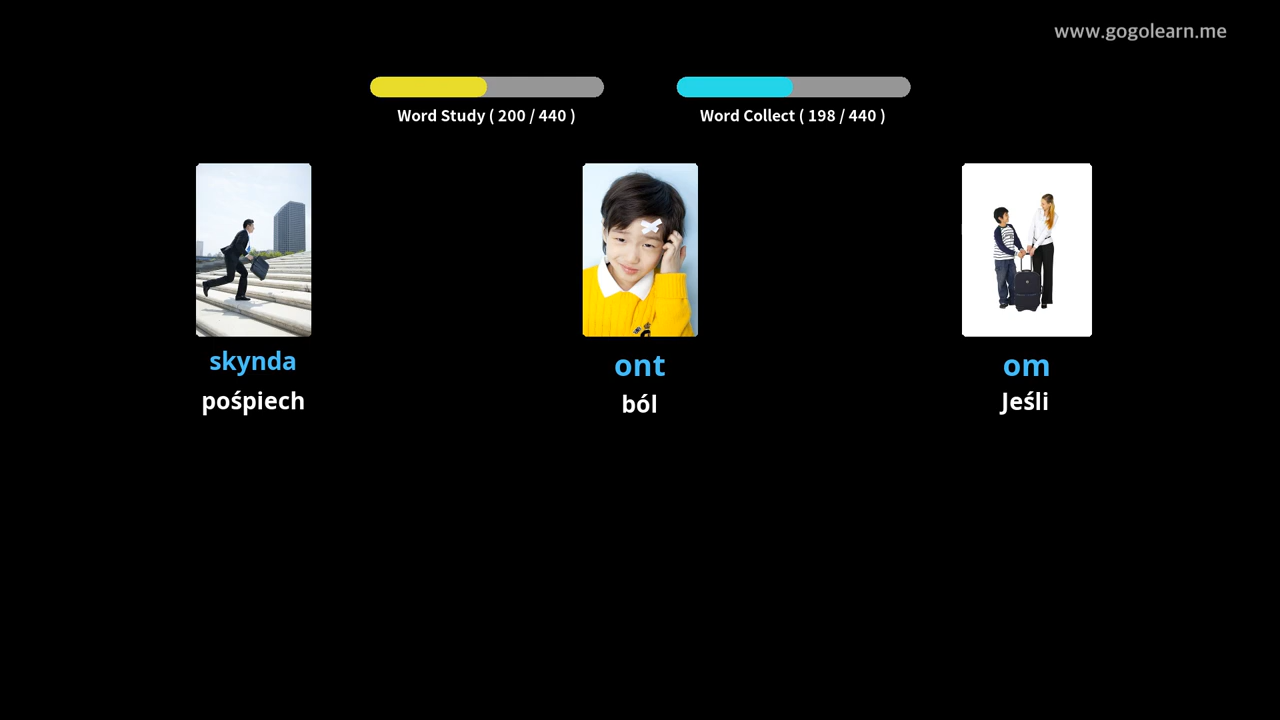 www.gogolearn.me
Word Study ( 200 / 440 )
Word Collect ( 198 / 440 )
skynda
pośpiech
ont
ból
om
Jeśli